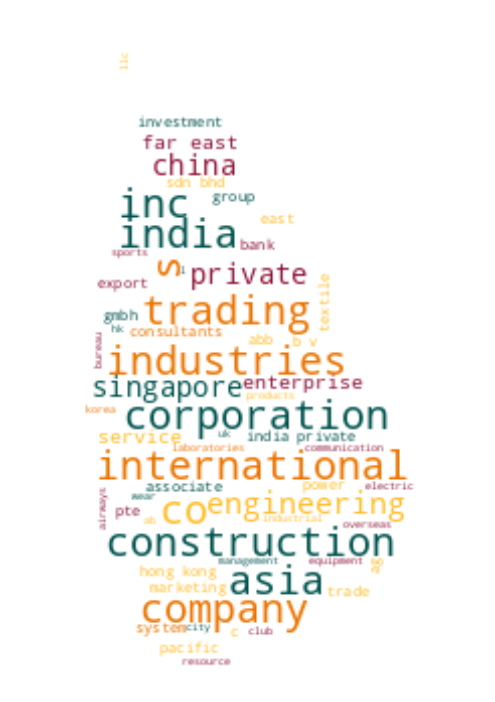 llc
investment
far east
china
sdn bhd
inc group
east
india bank
sports
s l private
export
textile
trading
gmbh
hk consultants
abb b v
bureau
industries
singapore enterprise
products
korea corporation
service uk india private
laboratories communication
international
associate power electric
wear
airways pte co engineering
ab industrial
overseas
construction
management equipment
hong kong asia ag
marketing trade
company
system city c club
pacific
resource